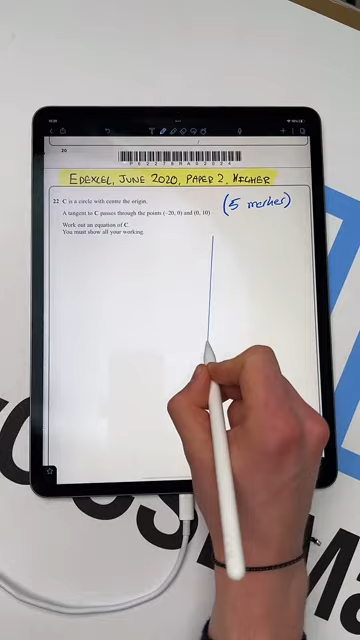 20
P62278RA02024
EDEXCEL, JUNE 2020, PAPER 2, HIGHER
22 C is a circle with centre the origin.
(5 marks)
A tangent to C passes through the points (−20, 0) and (0, 10)
Work out an equation of C.
You must show all your working.